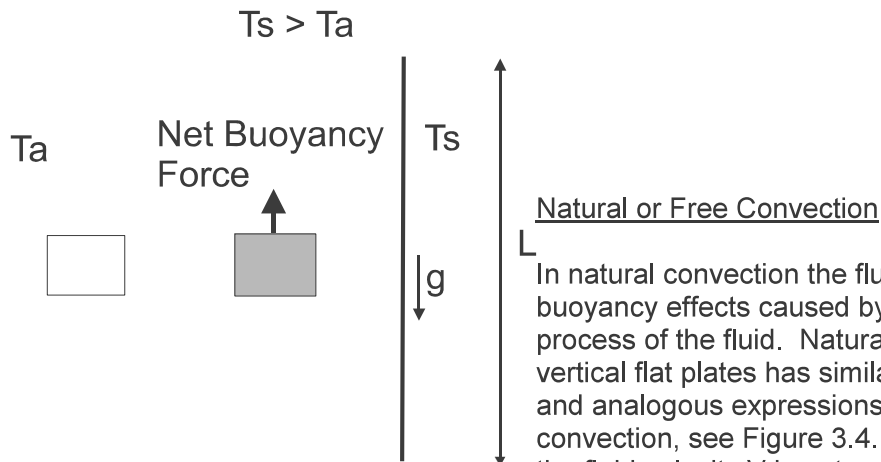 Ts > Ta
Ta
Net Buoyancy
Force
Ts
g
L
Natural or Free Convection
In natural convection the flu
buoyancy effects caused by
process of the fluid. Natura
vertical flat plates has simila
and analogous expressions
convection, see Figure 3.4.